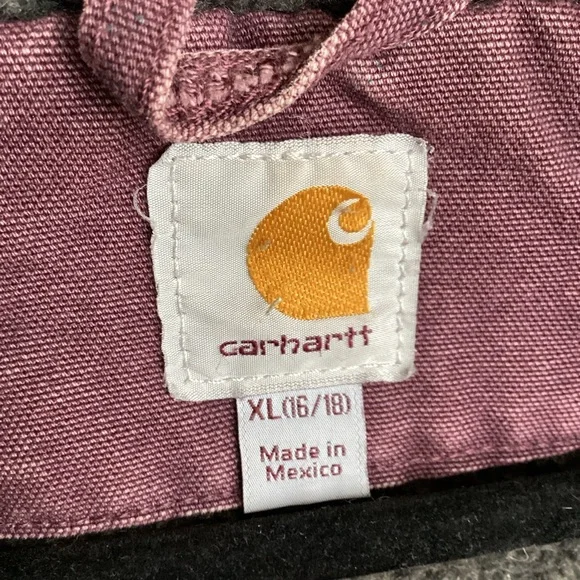 carhartt
XL(16/18)
Made in
Mexico